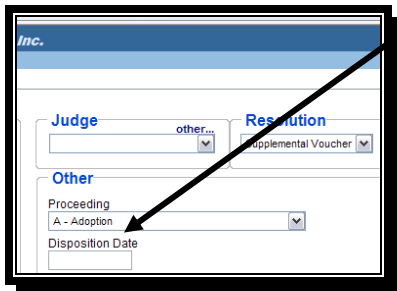 Inc.
Judge
other...
Resolution
Supplemental Voucher
Other
Proceeding
A - Adoption
Disposition Date